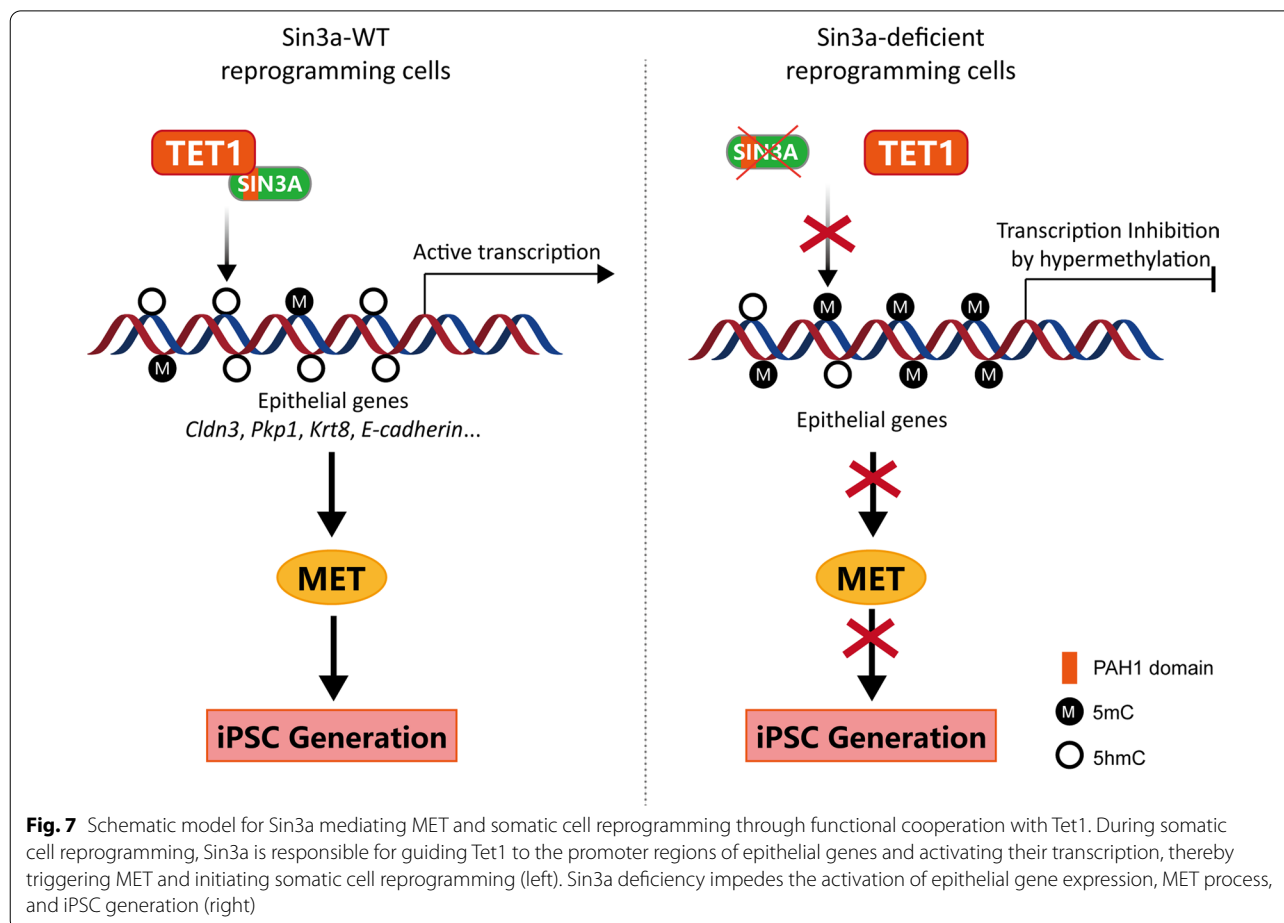 Sin3a-WT
reprogramming cells
TET1
SIN3A
Active transcription
M
M
Epithelial genes
Cldn3, Pkp1, Krt8, E-cadherin...
MET
iPSC Generation
Sin3a-deficient
reprogramming cells
SIN3A
TET1
Transcription Inhibition
by hypermethylation
M M M
M M M
Epithelial genes
MET
iPSC Generation
PAH1 domain
M 5mC
5hmC
Fig. 7 Schematic model for Sin3a mediating MET and somatic cell reprogramming through functional cooperation with Tet1. During somatic
cell reprogramming, Sin3a is responsible for guiding Tet1 to the promoter regions of epithelial genes and activating their transcription, thereby
triggering MET and initiating somatic cell reprogramming (left). Sin3a deficiency impedes the activation of epithelial gene expression, MET process,
and iPSC generation (right)